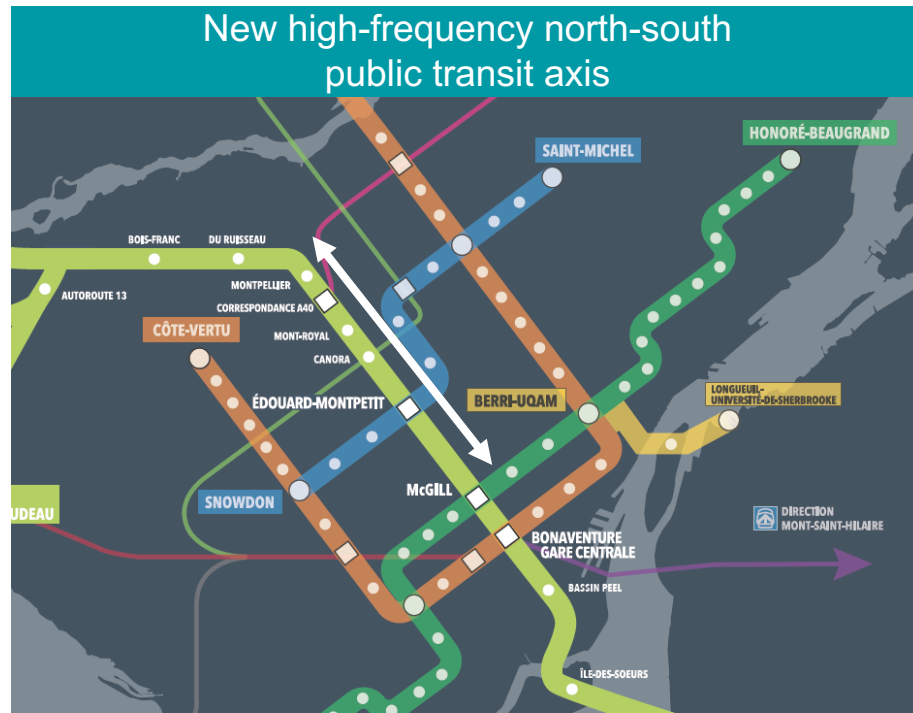 New high-frequency north-south
public transit axis
HONORÉ-BEAUGRAND
SAINT-MICHEL
BOIS-FRANC
DU RUISSEAU
MONTPELLIER
AUTOROUTE 13
CORRESPONDANCE A40
CÔTE-VERTU
MONT-ROYAL
CANORA
ÉDOUARD-MONTPETIT
BERRI-UQAM
LONGUEUIL–
UNIVERSITÉ-DE-SHERBROOKE
McGILL
SNOWDON
UDEAU
DIRECTION
MONT-SAINT-HILAIRE
BONAVENTURE
GARE CENTRALE
BASSIN PEEL
ÎLE-DES-SOEURS